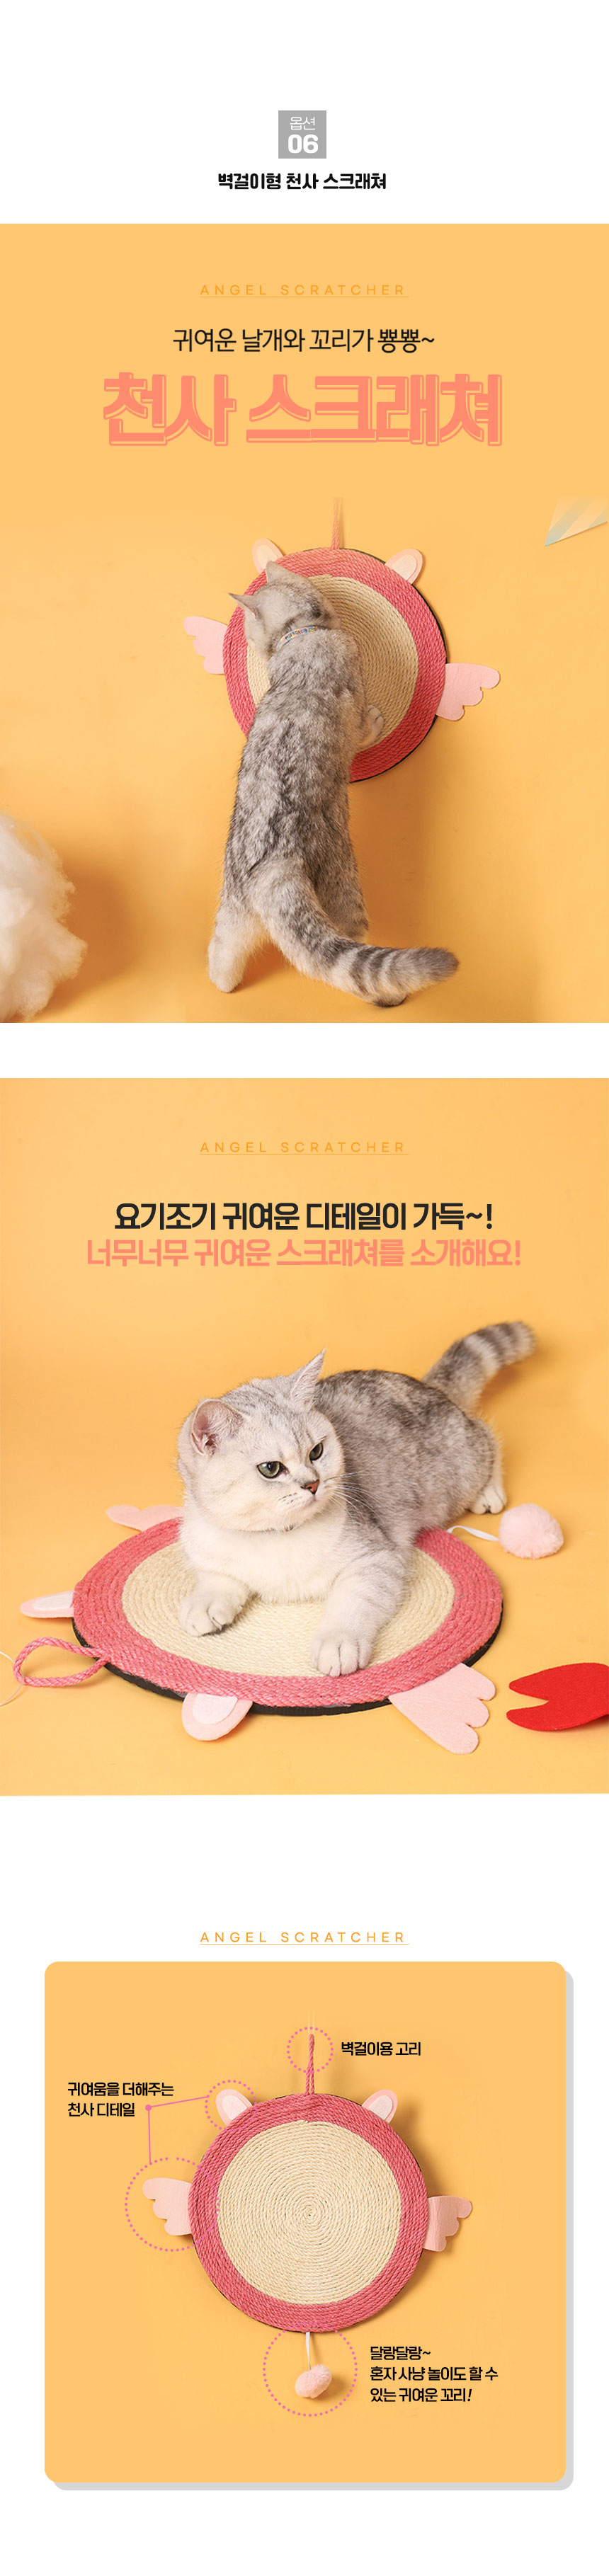 옵션
06
벽걸이형 천사 스크래쳐
ANGEL SCRATCHER
귀여운 날개와 꼬리가 뿅뿅~
천사 스크래쳐
ANGEL SCRATCHER
요기조기 귀여운 디테일이 가득~!
너무너무 귀여운 스크래쳐를 소개해요!
ANGEL SCRATCHER
벽걸이용 고리
귀여움을 더해주는
천사 디테일
달랑달랑~
혼자 사냥 놀이도 할 수
있는 귀여운 꼬리!